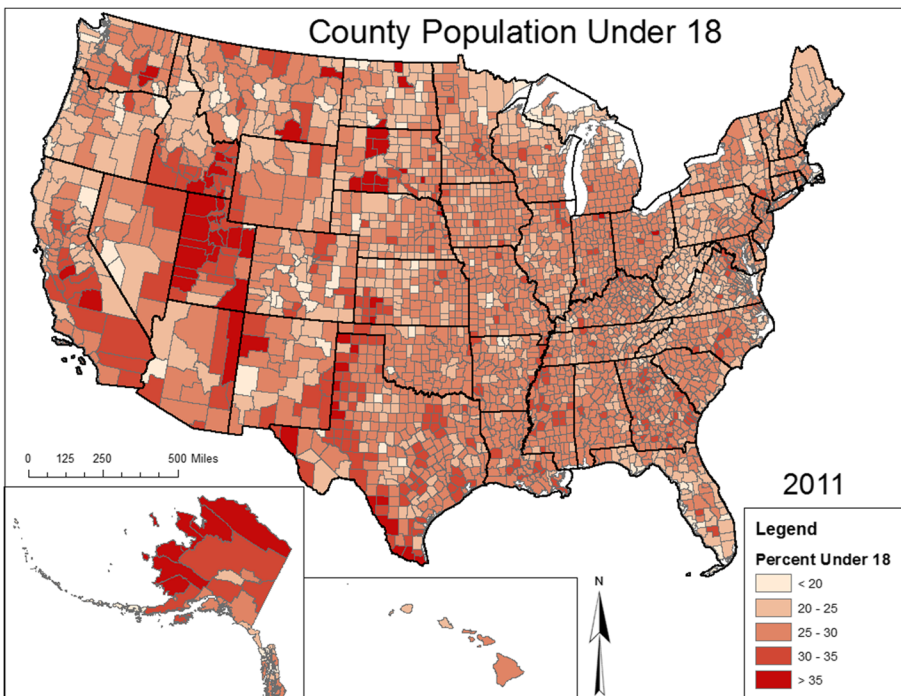 County Population Under 18
0 125 250 500 Miles
2011
Legend
Percent Under 18
< 20
20 - 25
25 - 30
30 - 35
> 35
N